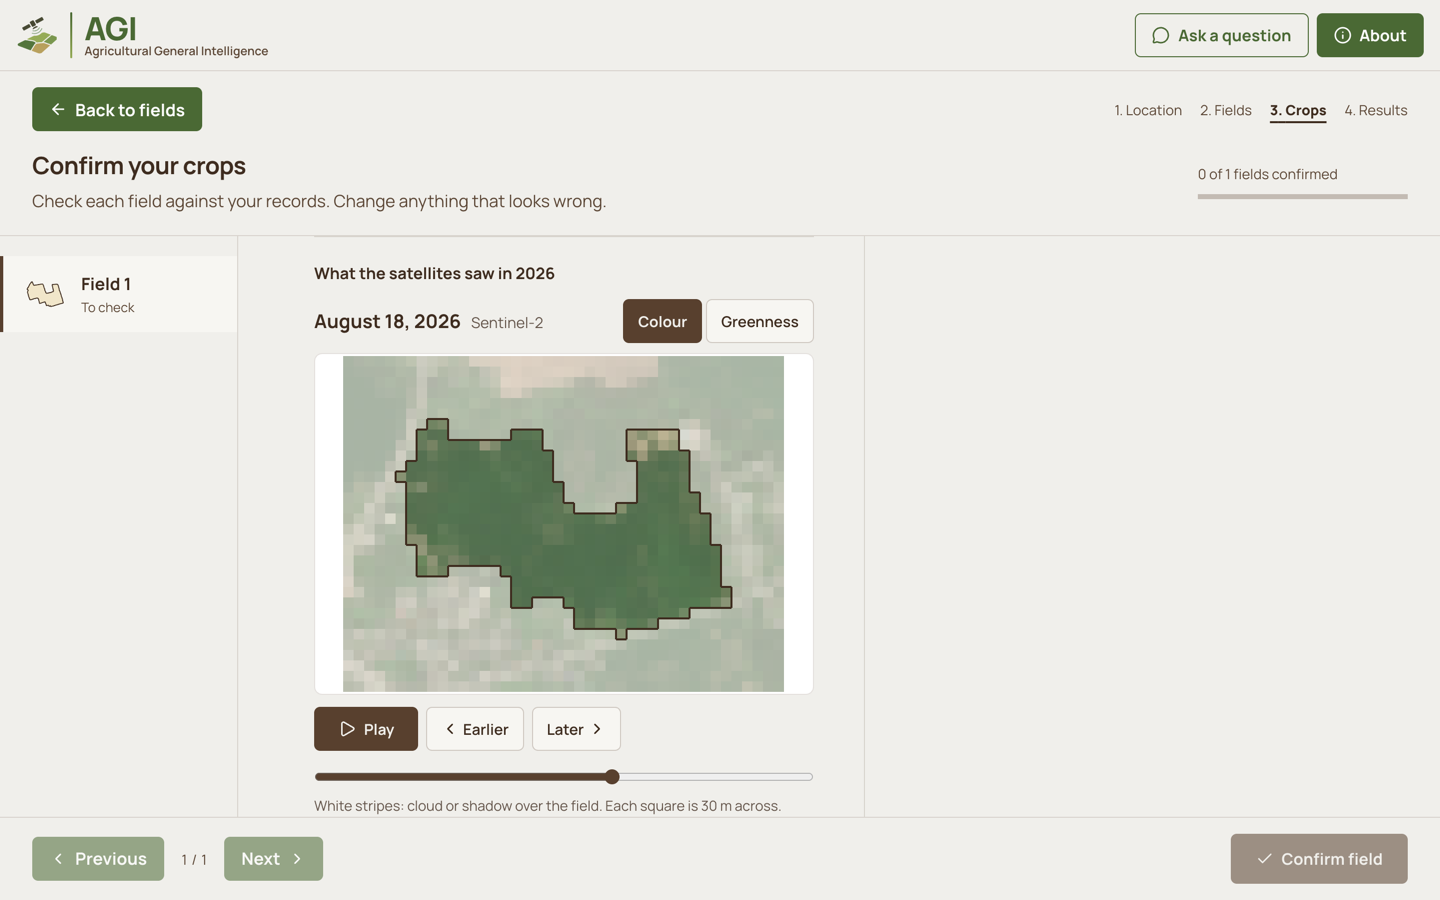 AGI
Agricultural General Intelligence
Ask a question
About
Back to fields
1. Location
2. Fields
3. Crops
4. Results
Confirm your crops
Check each field against your records. Change anything that looks wrong.
0 of 1 fields confirmed
Field 1
To check
What the satellites saw in 2026
August 18, 2026 Sentinel-2
Colour
Greenness
Play
Earlier
Later
White stripes: cloud or shadow over the field. Each square is 30 m across.
Previous
1 / 1
Next
Confirm field